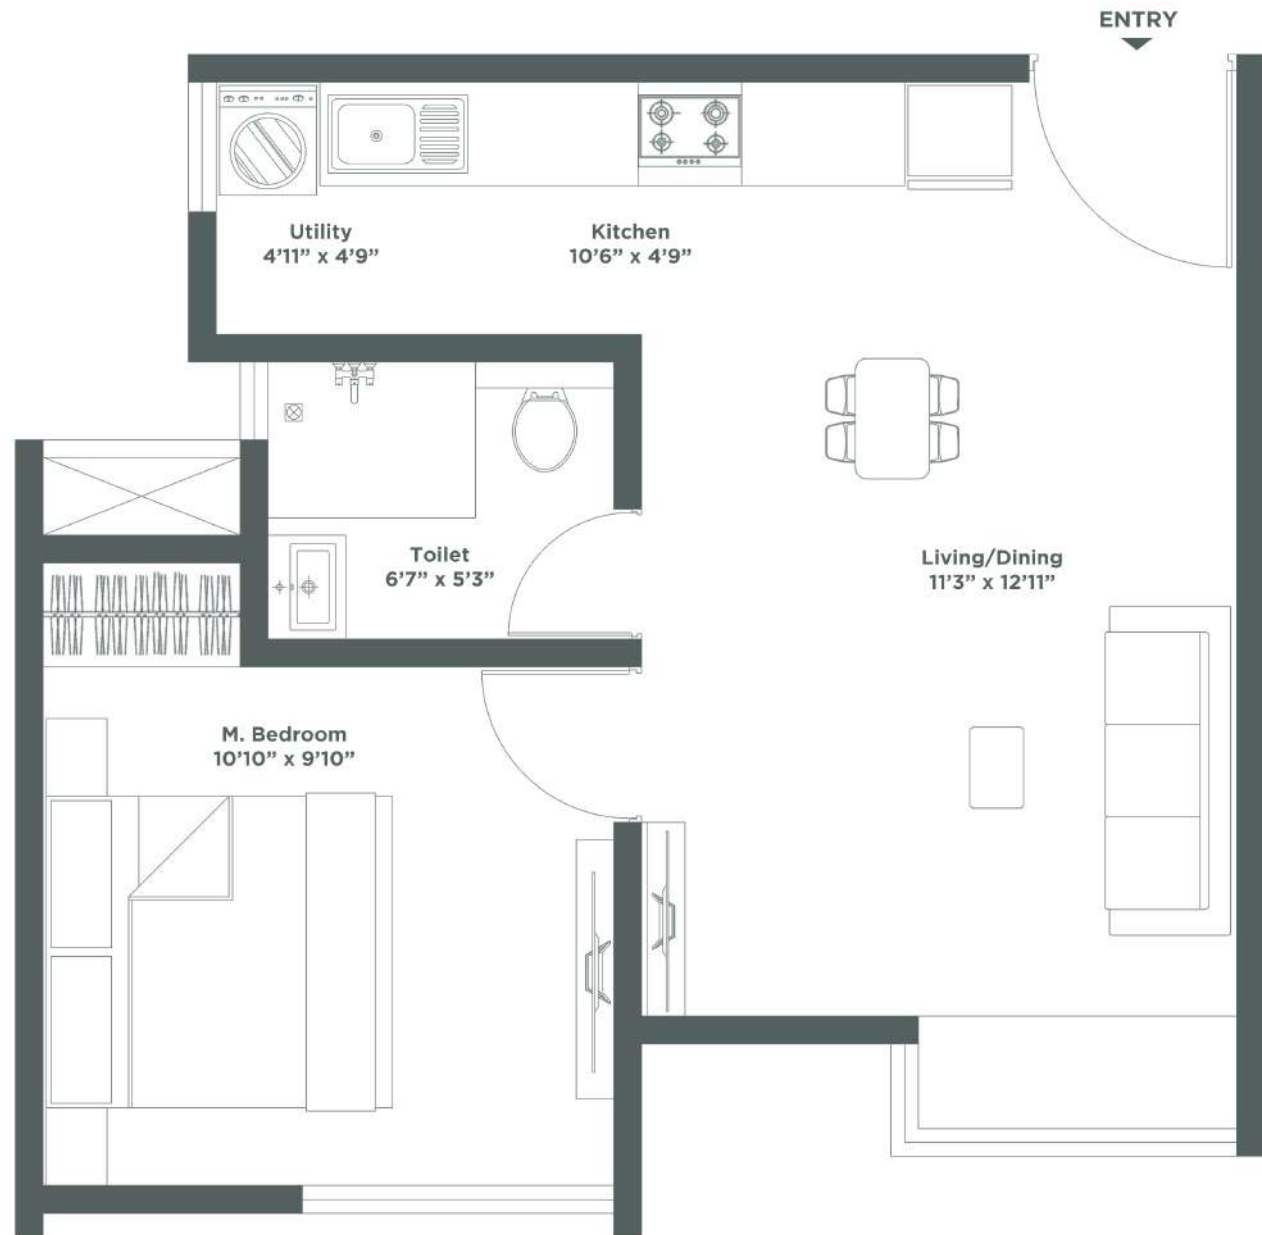 ENTRY
Utility
4'11” x 4'9”
Kitchen
10'6” x 4'9”
Toilet
6'7” x 5'3”
Living/Dining
11'3” x 12'11”
M. Bedroom
10'10” x 9'10”